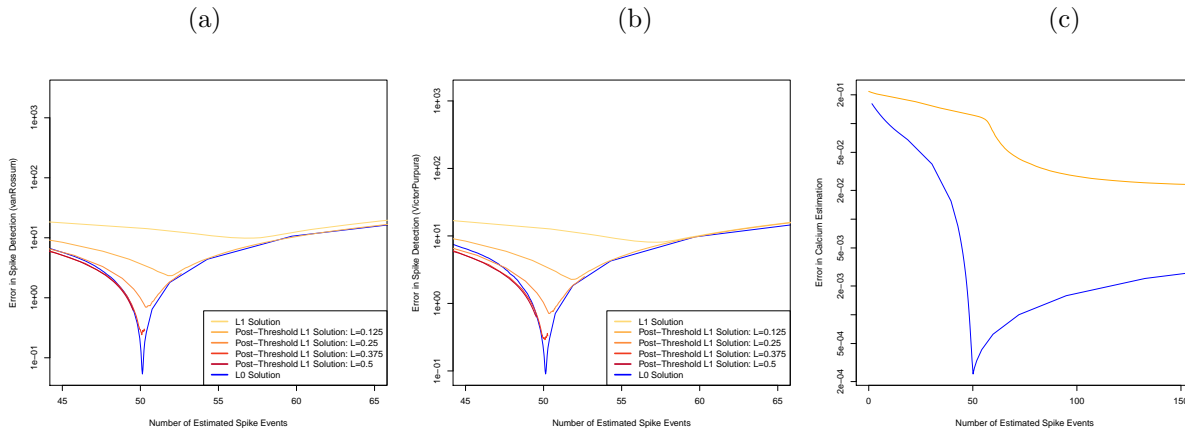 (a)
(b)
(c)
Error in Spike Detection (vanRossum)
1e+03
1e+02
1e+01
1e+00
1e−01
L1 Solution
Post−Threshold L1 Solution: L=0.125
Post−Threshold L1 Solution: L=0.25
Post−Threshold L1 Solution: L=0.375
Post−Threshold L1 Solution: L=0.5
L0 Solution
45
50
55
60
65
Number of Estimated Spike Events
Error in Spike Detection (VictorPurpura)
1e+03
1e+02
1e+01
1e+00
1e−01
L1 Solution
Post−Threshold L1 Solution: L=0.125
Post−Threshold L1 Solution: L=0.25
Post−Threshold L1 Solution: L=0.375
Post−Threshold L1 Solution: L=0.5
L0 Solution
45
50
55
60
65
Number of Estimated Spike Events
Error in Calcium Estimation
2e−01
5e−02
2e−02
5e−03
2e−03
5e−04
2e−04
0
50
100
150
Number of Estimated Spike Events